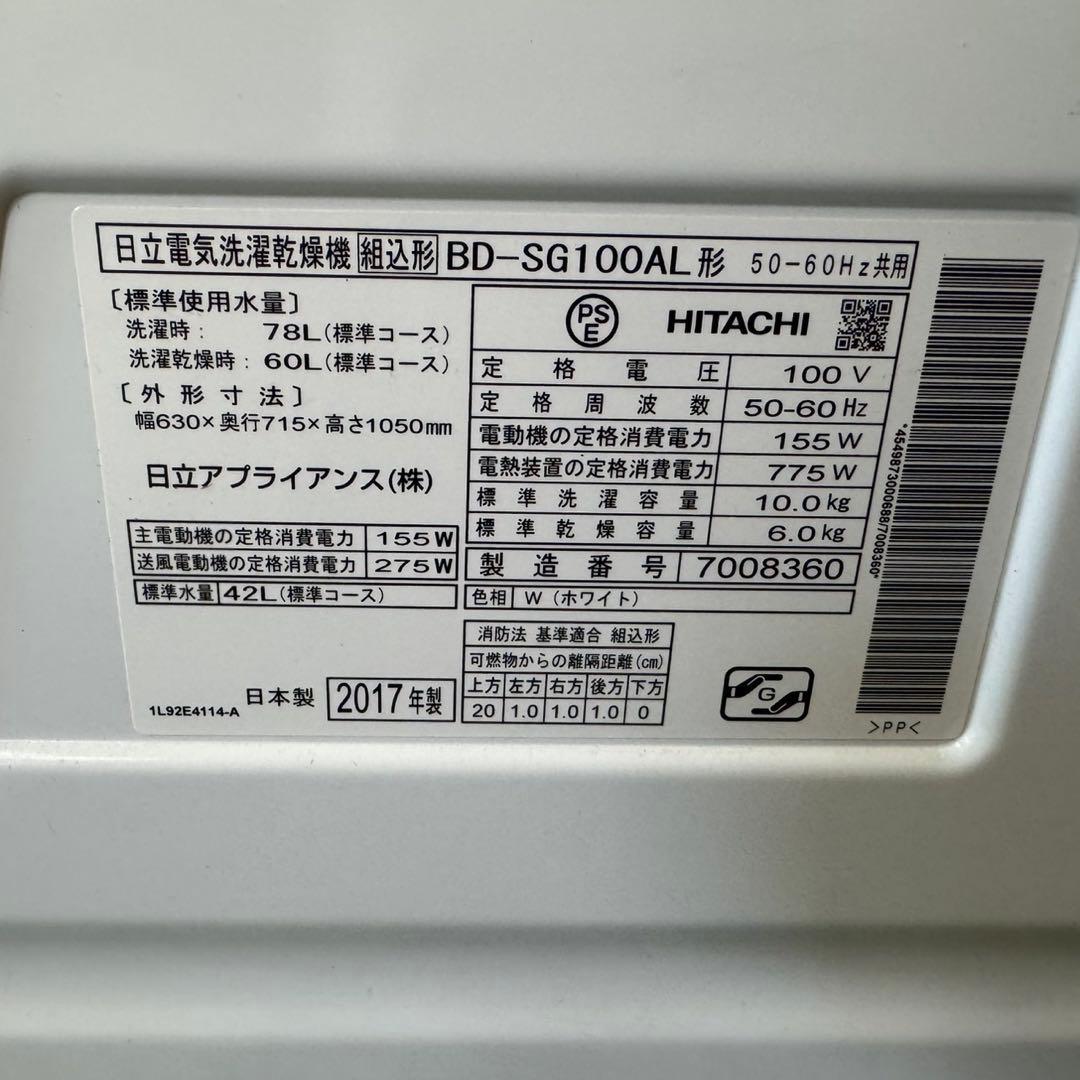 日立電気洗濯乾燥機 組込形 BD-SG100AL形 50-60Hz共用
〔標準使用水量〕
洗濯時: 78L(標準コース)
洗濯乾燥時: 60L(標準コース)
〔外形寸法〕
幅630×奥行715×高さ1050mm
日立アプライアンス(株)
主電動機の定格消費電力 155W
送風電動機の定格消費電力 275W
標準水量 42L(標準コース)
PSE HITACHI
定格電圧 100V
定格周波数 50-60Hz
電動機の定格消費電力 155W
電熱装置の定格消費電力 775W
標準洗濯容量 10.0kg
標準乾燥容量 6.0kg
製造番号 7008360
色相 W(ホワイト)
消防法 基準適合 組込形
可燃物からの離隔距離(cm)
上方 左方 右方 後方 下方
20 1.0 1.0 1.0 0
1L92E4114-A 日本製 2017年製
G
*4549873000688/7008360*
>PP<